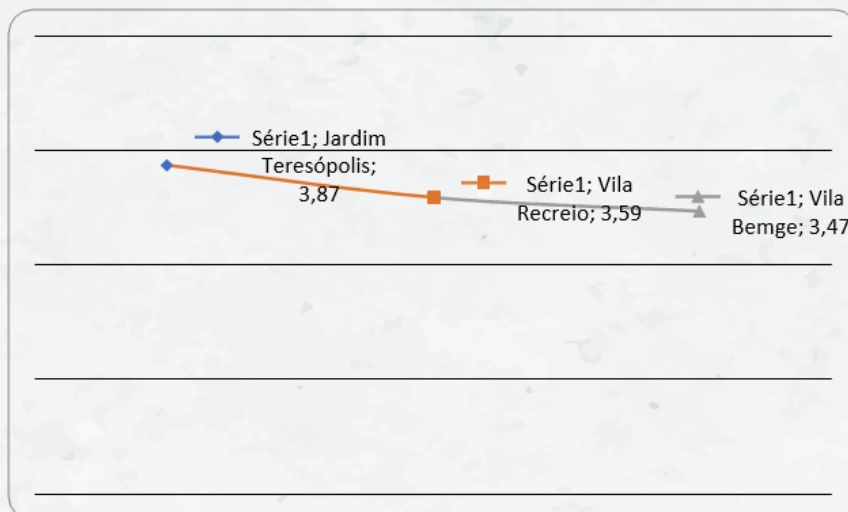 Série1; Jardim
Teresópolis;
3,87
Série1; Vila
Recreio; 3,59
Série1; Vila
Bemge; 3,47